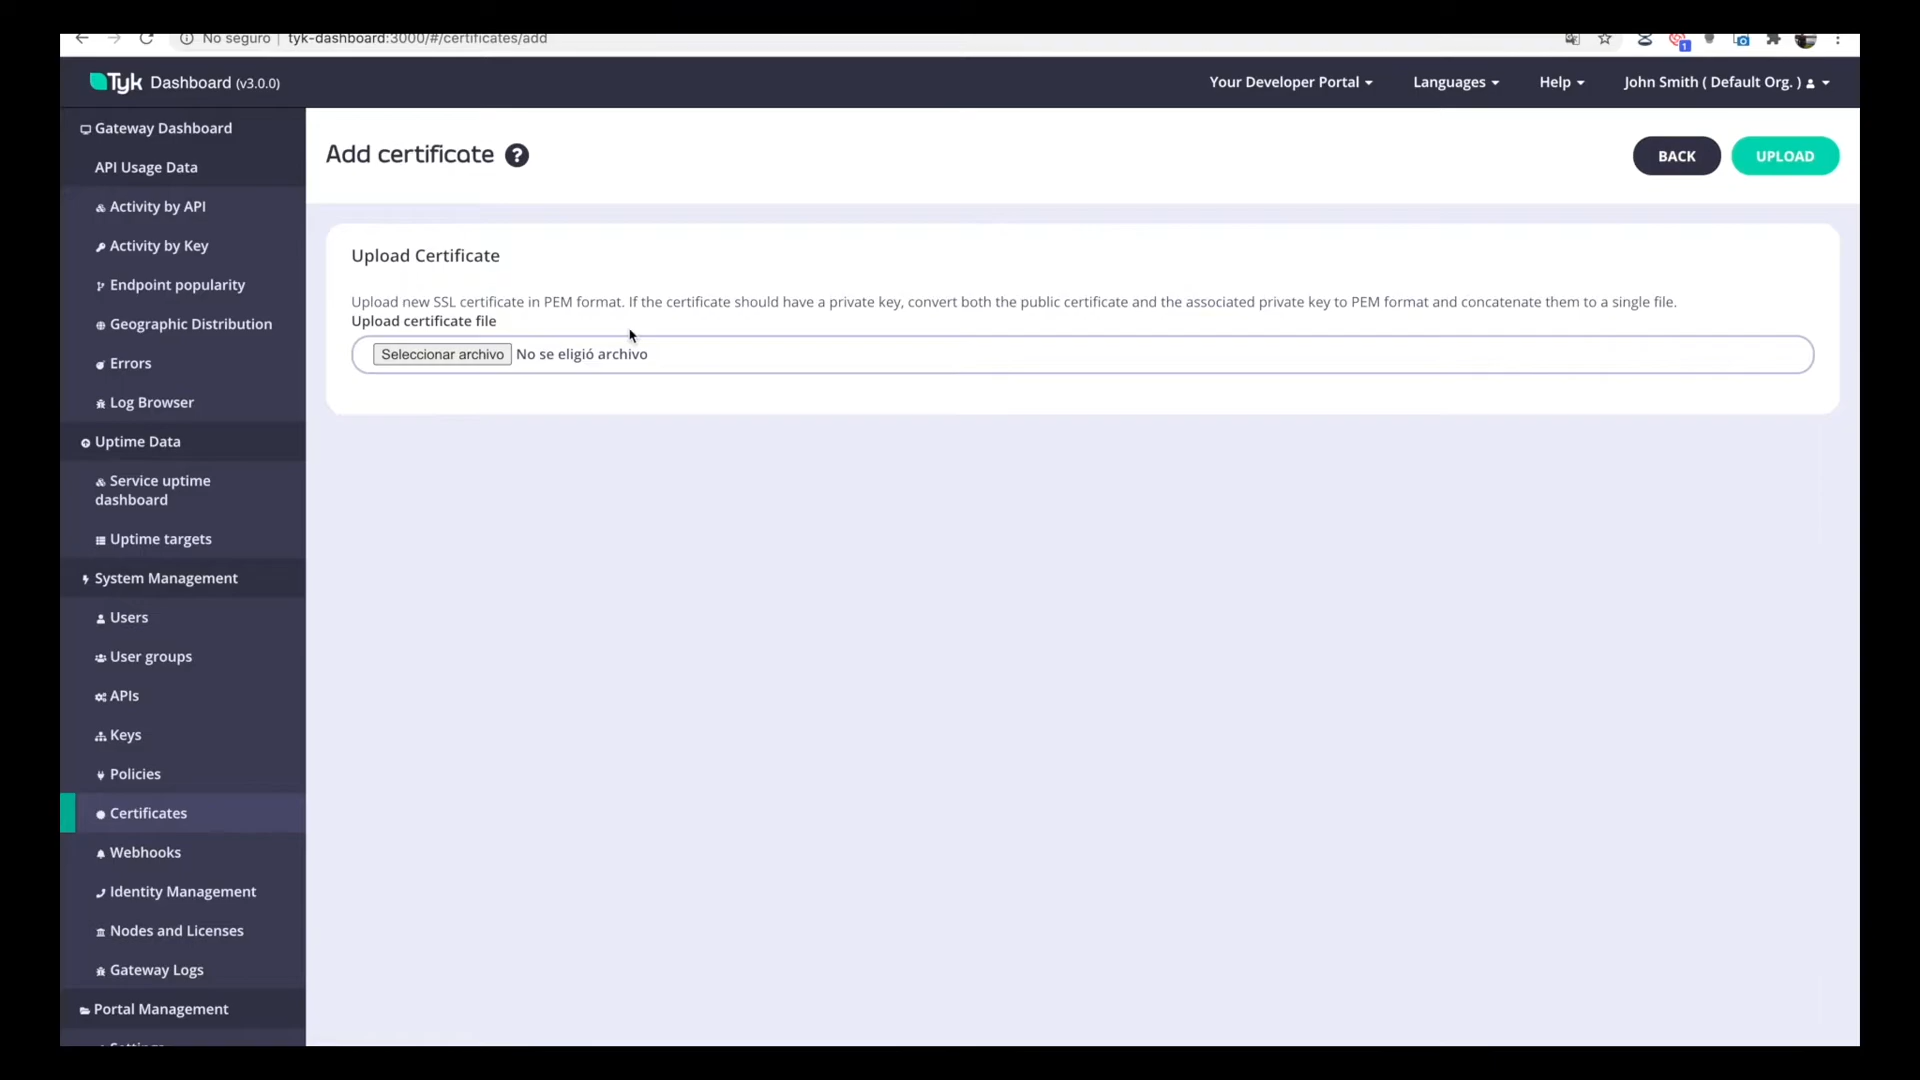 No seguro | tyk-dashboard:3000/#/certificates/add
1
Tyk Dashboard (v3.0.0)
Your Developer Portal
Languages
Help
John Smith ( Default Org. )
Gateway Dashboard
API Usage Data
Activity by API
Activity by Key
Endpoint popularity
Geographic Distribution
Errors
Log Browser
Uptime Data
Service uptime
dashboard
Uptime targets
System Management
Users
User groups
APIs
Keys
Policies
Certificates
Webhooks
Identity Management
Nodes and Licenses
Gateway Logs
Portal Management
Settings
Add certificate ?
BACK
UPLOAD
Upload Certificate
Upload new SSL certificate in PEM format. If the certificate should have a private key, convert both the public certificate and the associated private key to PEM format and concatenate them to a single file.
Upload certificate file
Seleccionar archivo No se eligió archivo